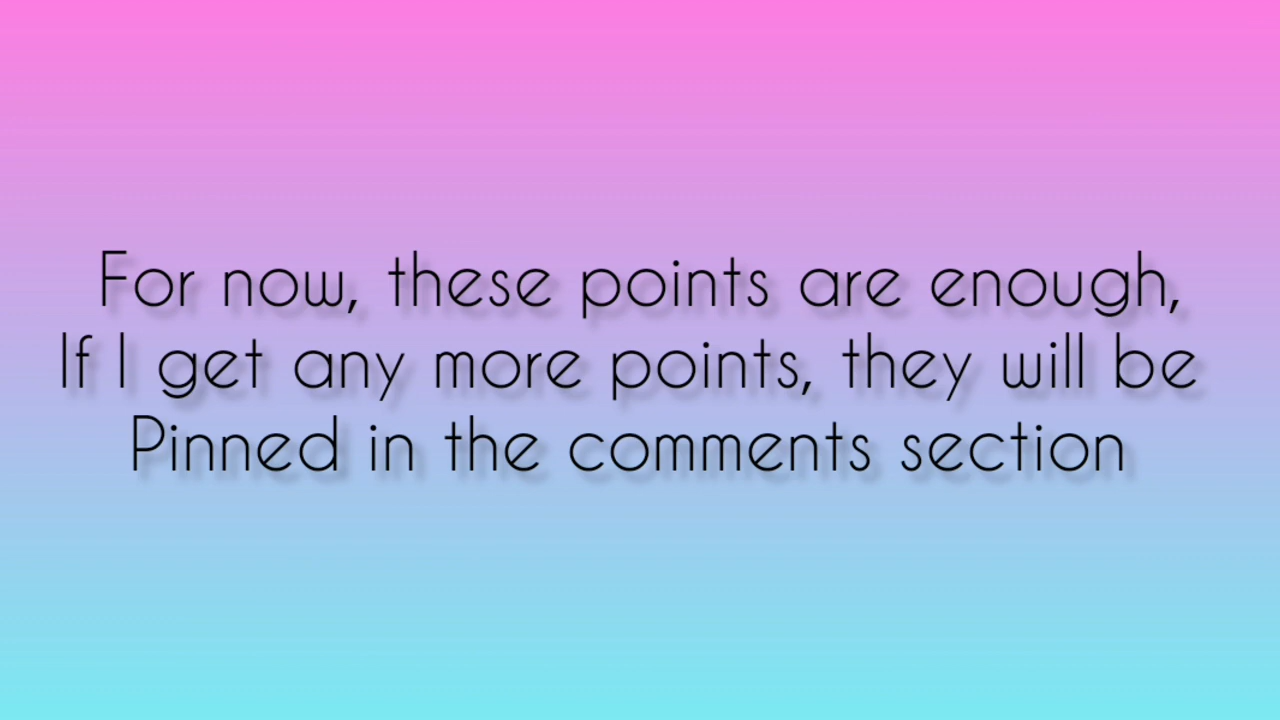 For now, these points are enough,
If I get any more points, they will be
Pinned in the comments section